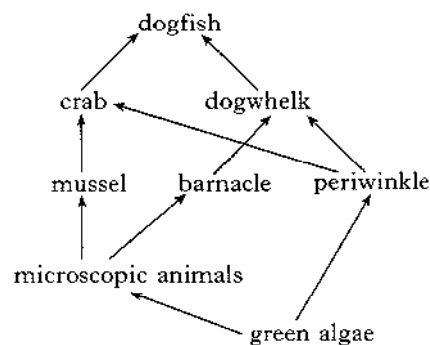 dogfish
crab dogwhelk
mussel barnacle periwinkle
microscopic animals
green algae